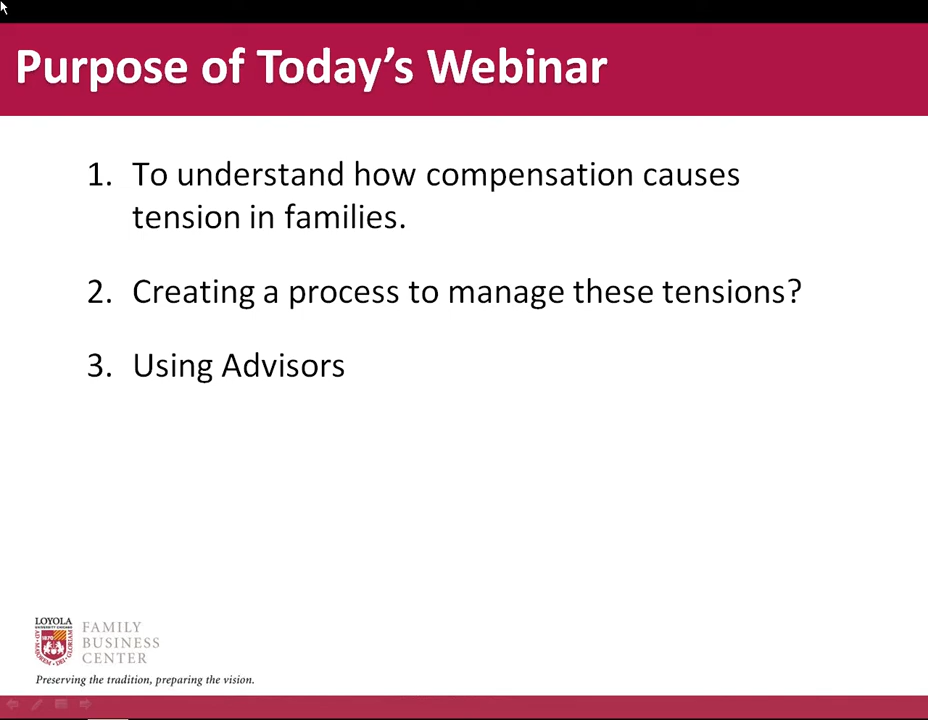 Purpose of Today’s Webinar
1. To understand how compensation causes
tension in families.
2. Creating a process to manage these tensions?
3. Using Advisors
LOYOLA
UNIVERSITY CHICAGO
1870
FAMILY
BUSINESS
CENTER
Preserving the tradition, preparing the vision.